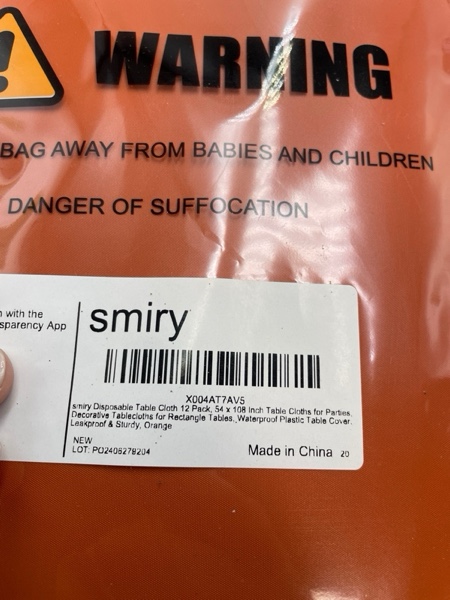 WARNING
BAG AWAY FROM BABIES AND CHILDREN
DANGER OF SUFFOCATION
with the
sparency App
smiry
X004AT7AV5
smiry Disposable Table Cloth 12 Pack, 54 x 108 Inch Table Cloths for Parties,
Decorative Tablecloths for Rectangle Tables, Waterproof Plastic Table Cover,
Leakproof & Sturdy, Orange
NEW
LOT: PO2406278204
Made in China 20